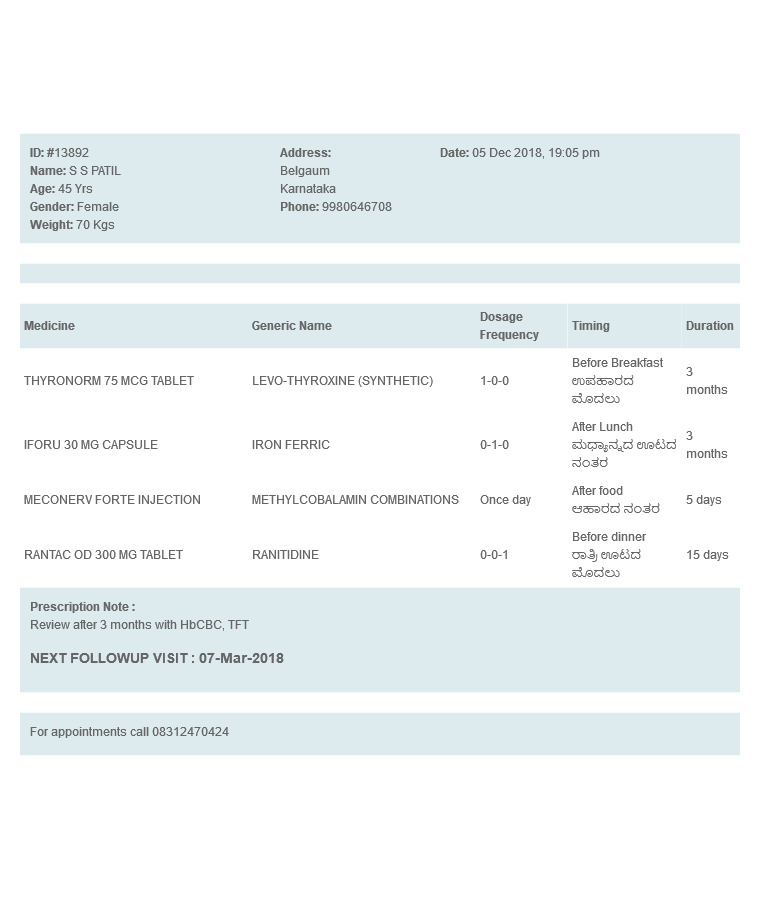 ID: #13892
Name: S S PATIL
Age: 45 Yrs
Gender: Female
Weight: 70 Kgs
Address:
Belgaum
Karnataka
Phone: 9980646708
Date: 05 Dec 2018, 19:05 pm
Medicine Generic Name Dosage Frequency Timing Duration
THYRONORM 75 MCG TABLET LEVO-THYROXINE (SYNTHETIC) 1-0-0 Before Breakfast
ಉಪಹಾರದ
ಮೊದಲು
3
months
IFORU 30 MG CAPSULE IRON FERRIC 0-1-0 After Lunch
ಮಧ್ಯಾನ್ನದ ಊಟದ
ನಂತರ
3
months
MECONERV FORTE INJECTION METHYLCOBALAMIN COMBINATIONS Once day After food
ಆಹಾರದ ನಂತರ
5 days
RANTAC OD 300 MG TABLET RANITIDINE 0-0-1 Before dinner
ರಾತ್ರಿ ಊಟದ
ಮೊದಲು
15 days
Prescription Note :
Review after 3 months with HbCBC, TFT
NEXT FOLLOWUP VISIT : 07-Mar-2018
For appointments call 08312470424